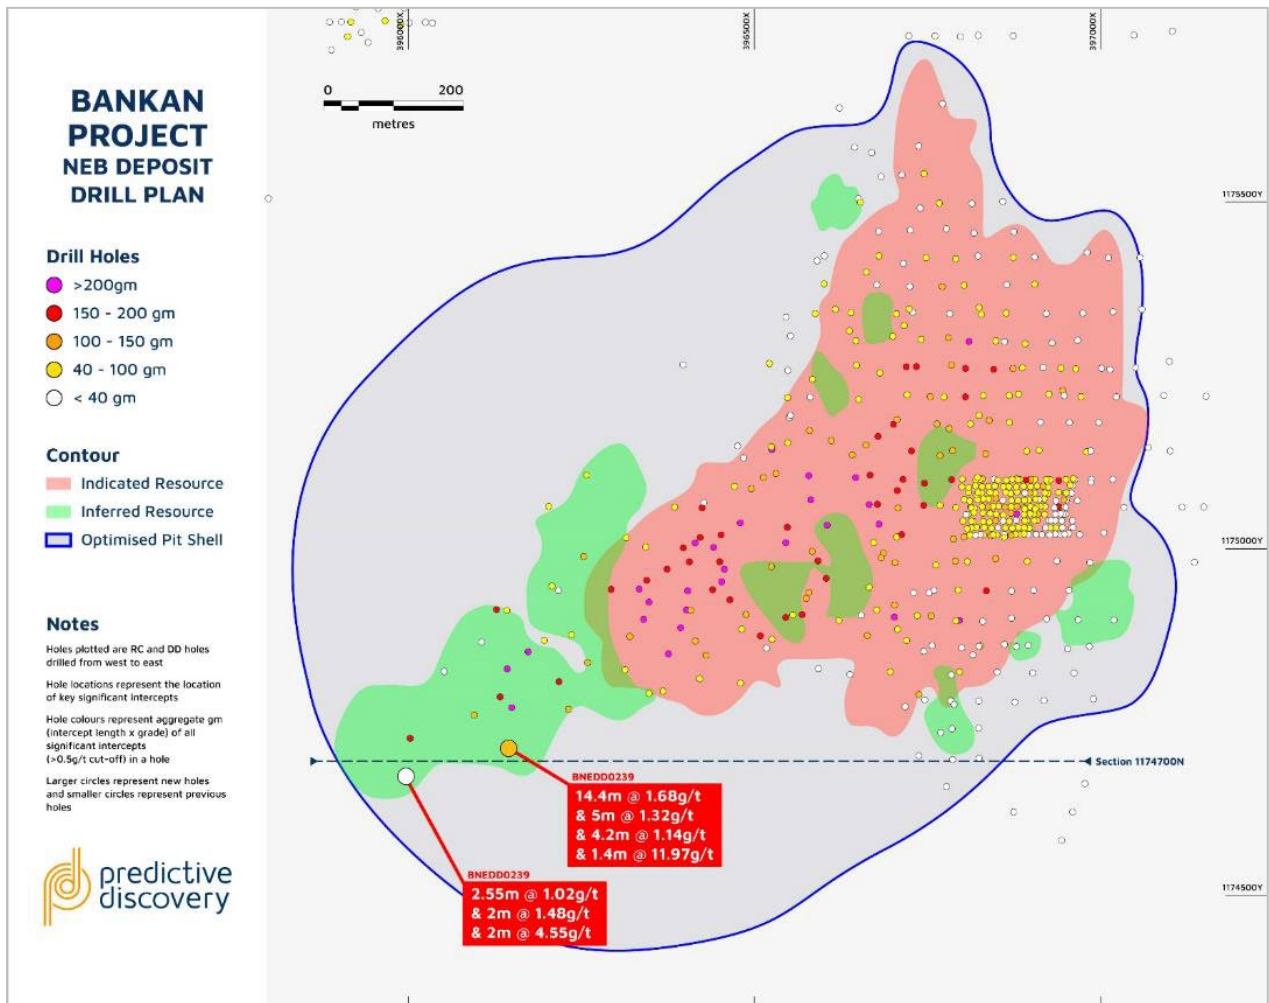 BANKAN
PROJECT
NEB DEPOSIT
DRILL PLAN
Drill Holes
>200gm
150 - 200 gm
100 - 150 gm
40 - 100 gm
< 40 gm
Contour
Indicated Resource
Inferred Resource
Optimised Pit Shell
Notes
Holes plotted are RC and DD holes
drilled from west to east
Hole locations represent the location
of key significant intercepts
Hole colours represent aggregate gm
(intercept length x grade) of all
significant intercepts
(>0.5g/t cut-off) in a hole
Larger circles represent new holes
and smaller circles represent previous
holes
predictive
discovery
396000X
396500X
397000X
0 200
metres
1175500Y
1175000Y
Section 1174700N
1174500Y
BNEDD0239
14.4m @ 1.68g/t
& 5m @ 1.32g/t
& 4.2m @ 1.14g/t
& 1.4m @ 11.97g/t
BNEDD0239
2.55m @ 1.02g/t
& 2m @ 1.48g/t
& 2m @ 4.55g/t